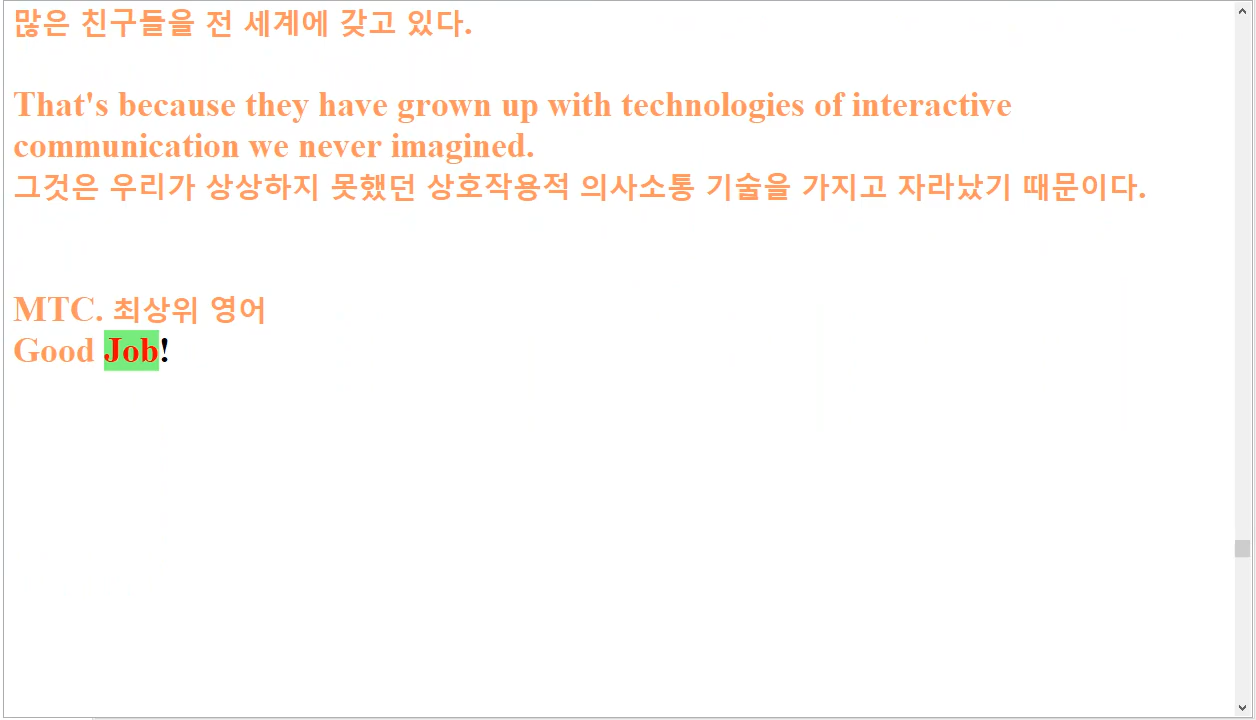 많은 친구들을 전 세계에 갖고 있다.
That's because they have grown up with technologies of interactive
communication we never imagined.
그것은 우리가 상상하지 못했던 상호작용적 의사소통 기술을 가지고 자라났기 때문이다.
MTC. 최상위 영어
Good Job!